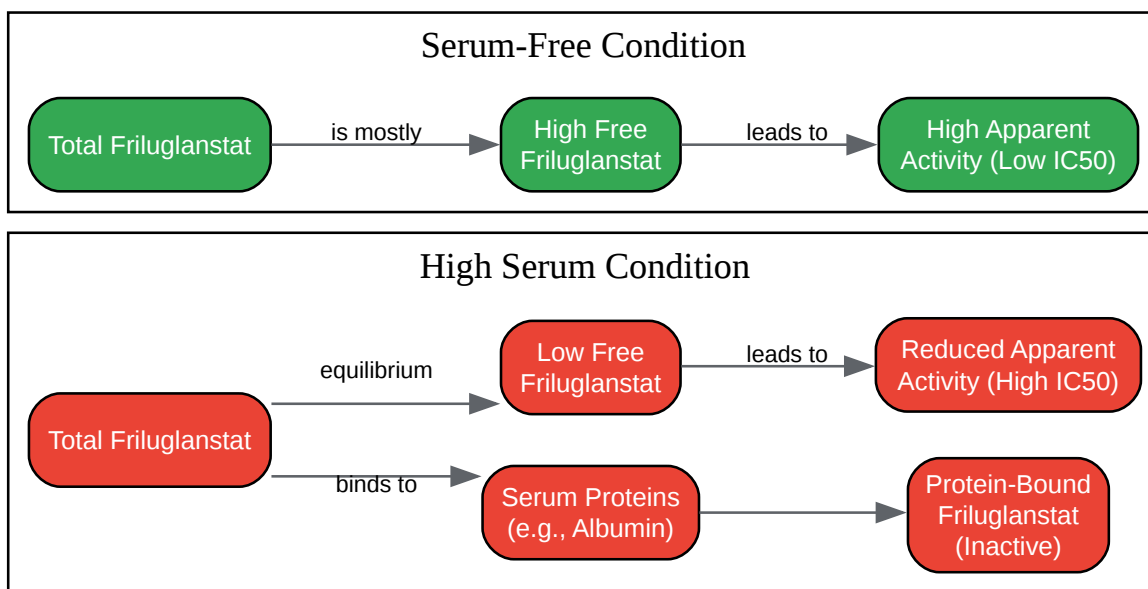 Serum-Free Condition
Total Friluglanstat
is mostly
High Free
Friluglanstat
leads to
High Apparent
Activity (Low IC50)
High Serum Condition
Total Friluglanstat
equilibrium
Low Free
Friluglanstat
leads to
Reduced Apparent
Activity (High IC50)
binds to
Serum Proteins
(e.g., Albumin)
Protein-Bound
Friluglanstat
(Inactive)